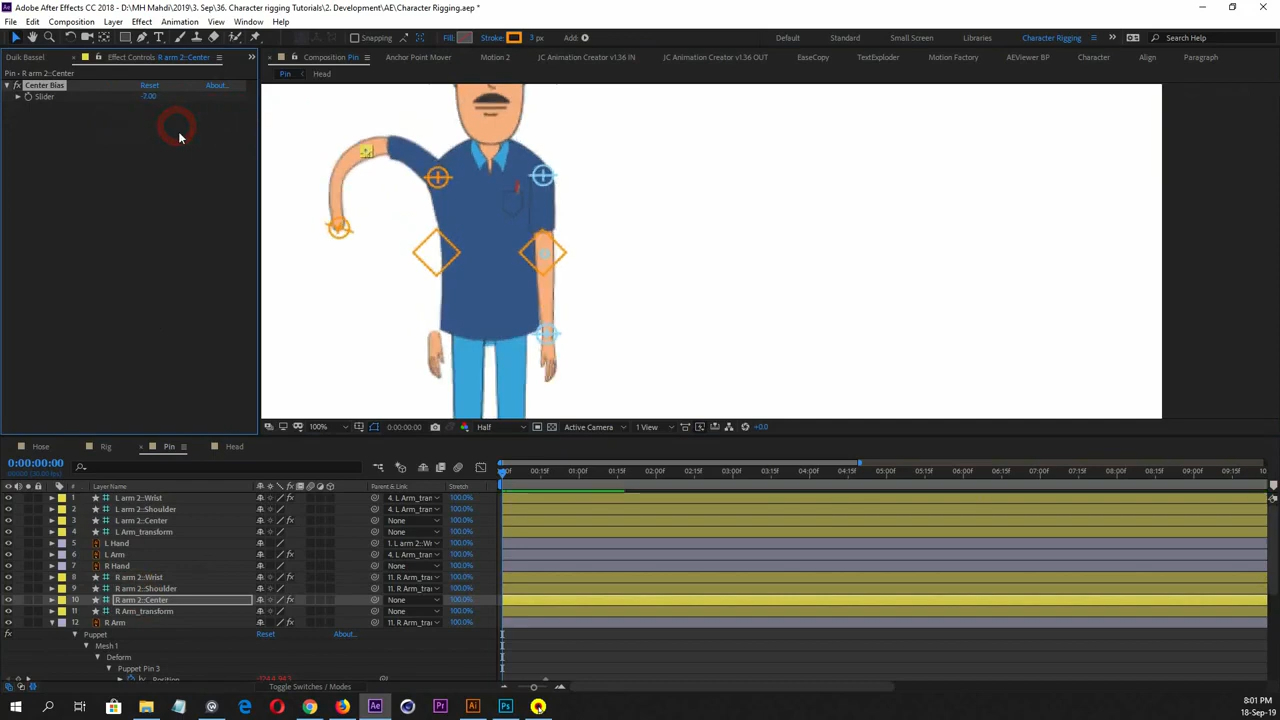 Adobe After Effects CC 2018 - D:\MH Mahdi\2019\3. Sep\36. Character rigging Tutorials\2. Development\AE\Character Rigging.aep *
File Edit Composition Layer Effect Animation View Window Help
Snapping Fill: Stroke: 3 px Add: Default Standard Small Screen Libraries Character Rigging Search Help
Duik Bassel Effect Controls R arm 2::Center
Composition Pin Anchor Point Mover Motion 2 JC Animation Creator v1.36 IN JC Animation Creator v1.36 OUT TextExploder Motion Factory EaseCopy AEViewer BP Character Align Paragraph
Pin • R arm 2::Center
Pin Head
Center Bias Reset About...
Slider -7.00
100% 0:00:00:00 Half Active Camera 1 View +0.0
Hose Rig Pin Head
0:00:00:00
00:15f 01:00f 01:15f 02:00f 02:15f 03:00f 03:15f 04:00f 04:15f 05:00f 05:15f 06:00f 06:15f 07:00f 07:15f 08:00f 08:15f 09:00f 09:15f
# Layer Name Parent & Link Stretch
1 L arm 2::Wrist 4. L Arm_tran 100.0%
2 L arm 2::Shoulder 4. L Arm_tran 100.0%
3 L arm 2::Center None 100.0%
4 L Arm_transform None 100.0%
5 L Hand 1. L arm 2::Wr 100.0%
6 L Arm 4. L Arm_tran 100.0%
7 R Hand None 100.0%
8 R arm 2::Wrist 11. R Arm_trar 100.0%
9 R arm 2::Shoulder 11. R Arm_trar 100.0%
10 R arm 2::Center None 100.0%
11 R Arm_transform None 100.0%
12 R Arm 11. R Arm_trar 100.0%
Puppet Reset About...
Mesh 1
Deform
Puppet Pin 3
Position
Toggle Switches / Modes
8:01 PM
18-Sep-19